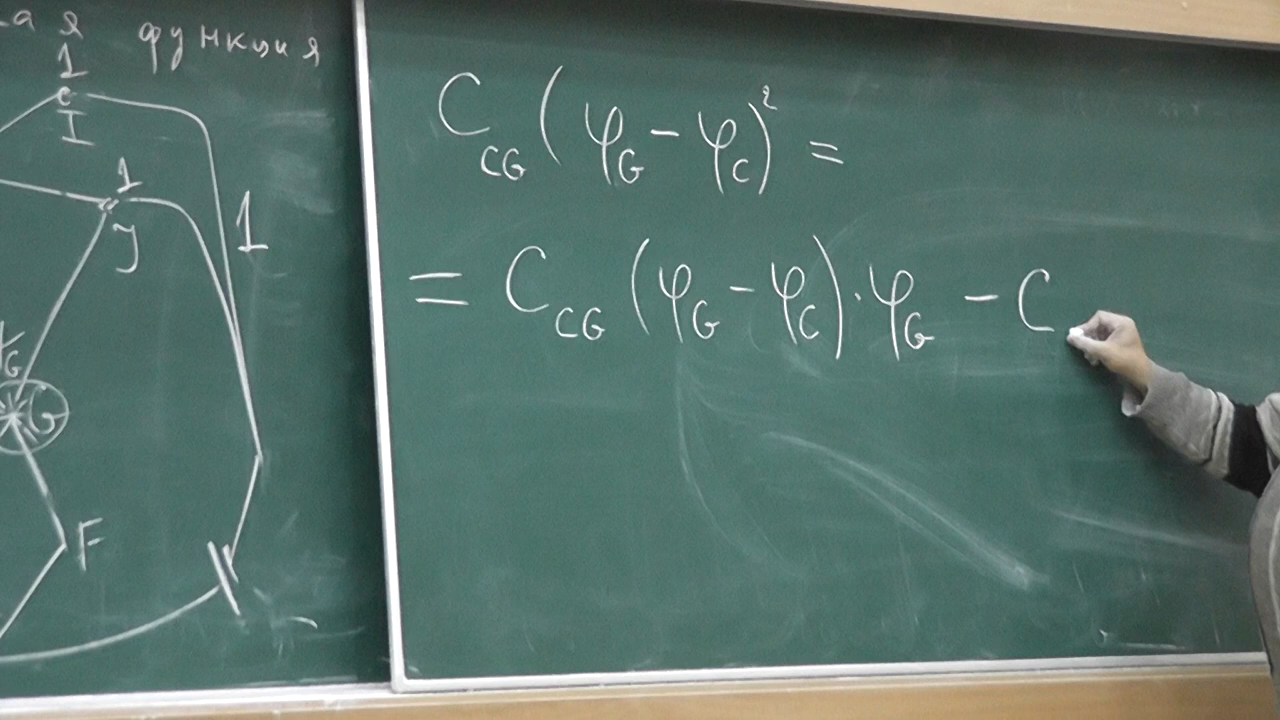 функция
1
I
1
J
1
G
F
C_CG (φ_G − φ_C)² =
= C_CG (φ_G − φ_C) · φ_G − C